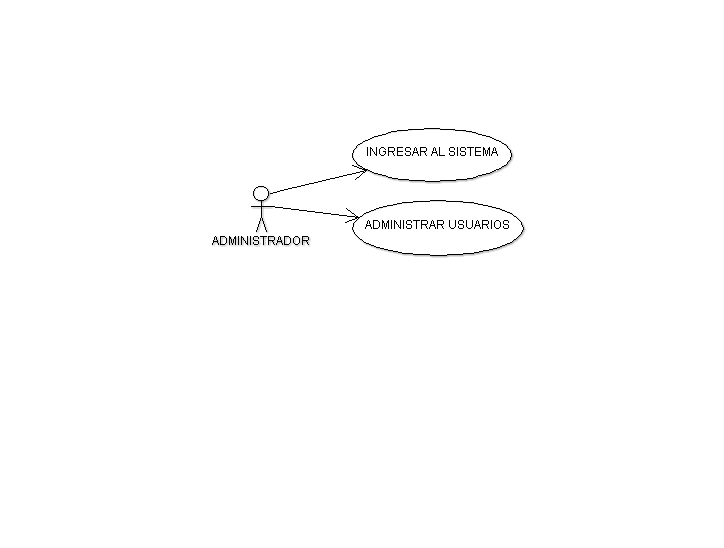 INGRESAR AL SISTEMA
ADMINISTRAR USUARIOS
ADMINISTRADOR